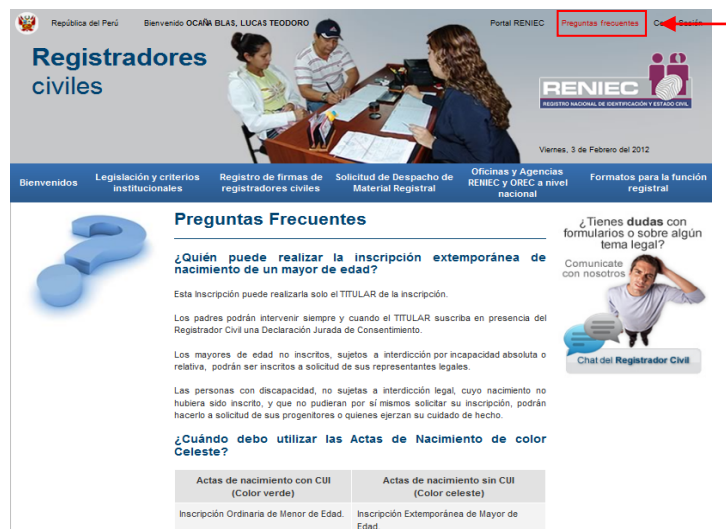 República del Perú Bienvenido OCAÑA BLAS, LUCAS TEODORO Portal RENIEC Preguntas frecuentes Cerrar Sesión
Registradores
civiles
RENIEC
REGISTRO NACIONAL DE IDENTIFICACIÓN Y ESTADO CIVIL
Viernes, 3 de Febrero del 2012
Bienvenidos
Legislación y criterios
institucionales
Registro de firmas de
registradores civiles
Solicitud de Despacho de
Material Registral
Oficinas y Agencias
RENIEC y OREC a nivel
nacional
Formatos para la función
registral
Preguntas Frecuentes
¿Quién puede realizar la inscripción extemporánea de
nacimiento de un mayor de edad?
Esta Inscripción puede realizarla solo el TITULAR de la inscripción.
Los padres podrán intervenir siempre y cuando el TITULAR suscriba en presencia del
Registrador Civil una Declaración Jurada de Consentimiento.
Los mayores de edad no inscritos, sujetos a interdicción por incapacidad absoluta o
relativa, podrán ser inscritos a solicitud de sus representantes legales.
Las personas con discapacidad, no sujetas a interdicción legal, cuyo nacimiento no
hubiera sido inscrito, y que no pudieran por sí mismos solicitar su inscripción, podrán
hacerlo a solicitud de sus progenitores o quienes ejerzan su cuidado de hecho.
¿Cuándo debo utilizar las Actas de Nacimiento de color
Celeste?
Actas de nacimiento con CUI
(Color verde)
Actas de nacimiento sin CUI
(Color celeste)
Inscripción Ordinaria de Menor de Edad.
Inscripción Extemporánea de Mayor de
Edad.
¿Tienes dudas con
formularios o sobre algún
tema legal?
Comunicate
con nosotros
Chat del Registrador Civil